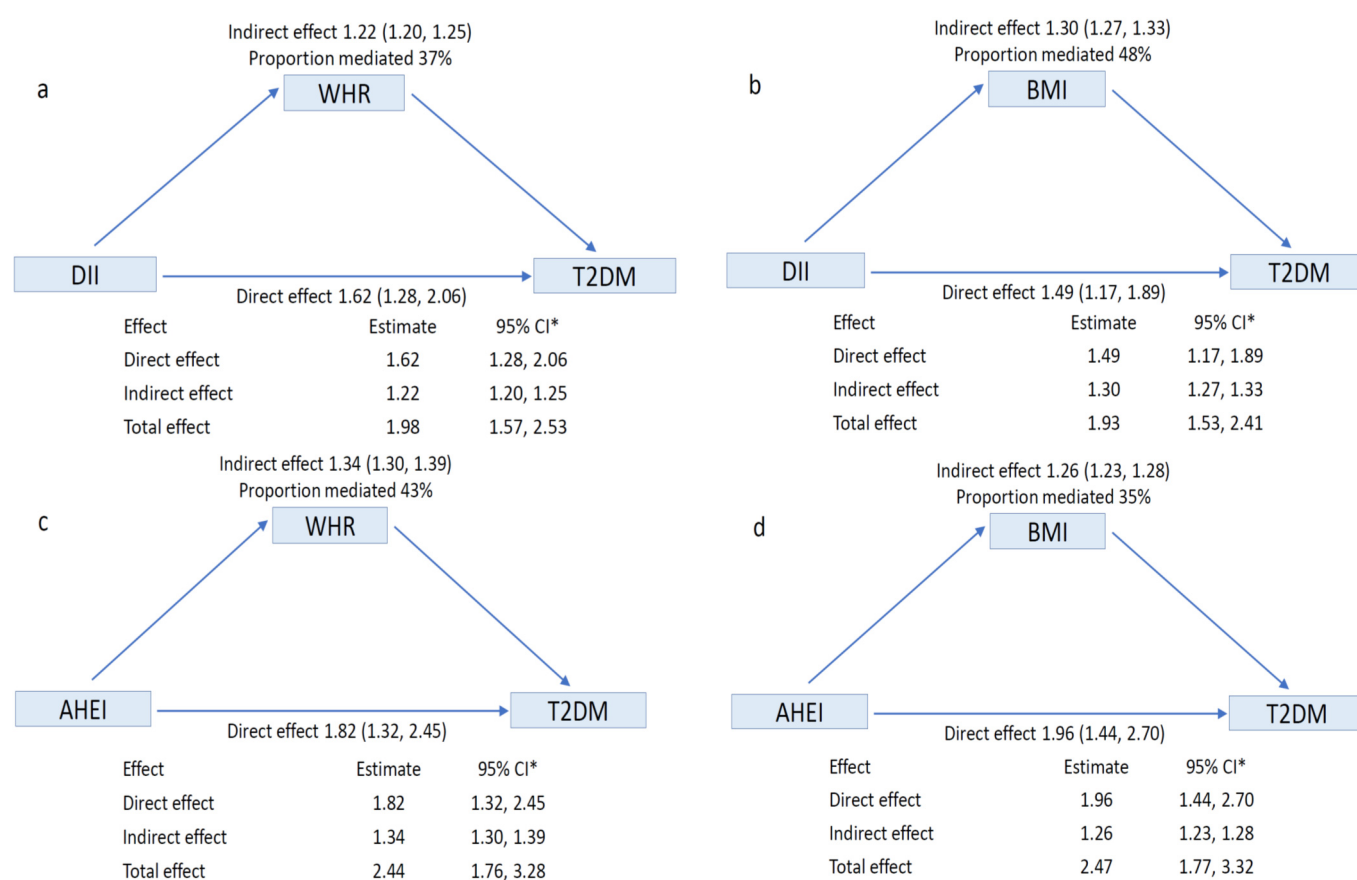 a
Indirect effect 1.22 (1.20, 1.25)
Proportion mediated 37%
WHR
DII
T2DM
Direct effect 1.62 (1.28, 2.06)
Effect Estimate 95% CI*
Direct effect 1.62 1.28, 2.06
Indirect effect 1.22 1.20, 1.25
Total effect 1.98 1.57, 2.53
b
Indirect effect 1.30 (1.27, 1.33)
Proportion mediated 48%
BMI
DII
T2DM
Direct effect 1.49 (1.17, 1.89)
Effect Estimate 95% CI*
Direct effect 1.49 1.17, 1.89
Indirect effect 1.30 1.27, 1.33
Total effect 1.93 1.53, 2.41
c
Indirect effect 1.34 (1.30, 1.39)
Proportion mediated 43%
WHR
AHEI
T2DM
Direct effect 1.82 (1.32, 2.45)
Effect Estimate 95% CI*
Direct effect 1.82 1.32, 2.45
Indirect effect 1.34 1.30, 1.39
Total effect 2.44 1.76, 3.28
d
Indirect effect 1.26 (1.23, 1.28)
Proportion mediated 35%
BMI
AHEI
T2DM
Direct effect 1.96 (1.44, 2.70)
Effect Estimate 95% CI*
Direct effect 1.96 1.44, 2.70
Indirect effect 1.26 1.23, 1.28
Total effect 2.47 1.77, 3.32